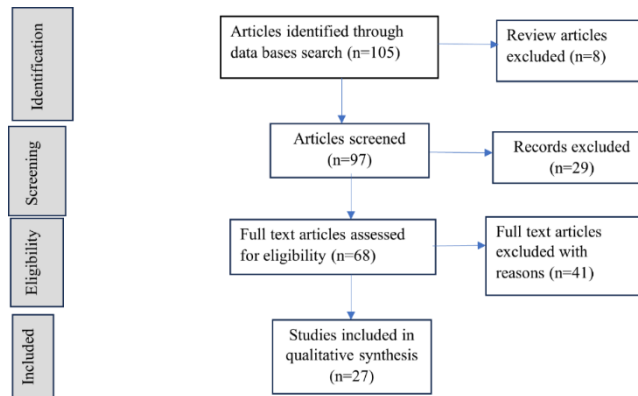 Identification
Articles identified through
data bases search (n=105)
Review articles
excluded (n=8)
Screening
Articles screened
(n=97)
Records excluded
(n=29)
Eligibility
Full text articles assessed
for eligibility (n=68)
Full text articles
excluded with
reasons (n=41)
Included
Studies included in
qualitative synthesis
(n=27)